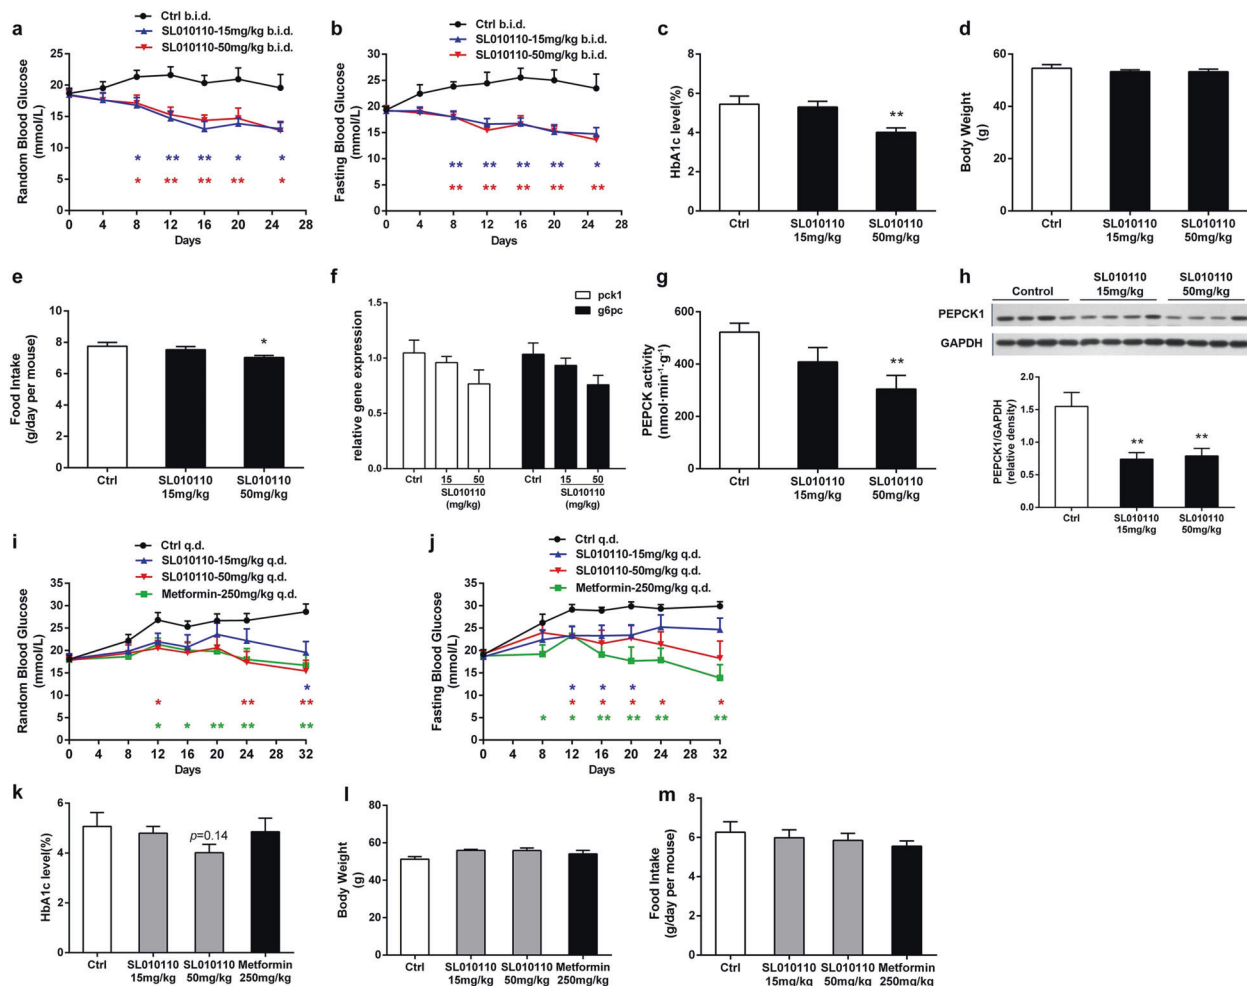 a
Ctrl b.i.d.
SL010110-15mg/kg b.i.d.
SL010110-50mg/kg b.i.d.
Random Blood Glucose
(mmol/L)
25
20
15
10
5
0
* ** ** * *
* ** ** ** *
0 4 8 12 16 20 24 28
Days
b
Ctrl b.i.d.
SL010110-15mg/kg b.i.d.
SL010110-50mg/kg b.i.d.
Fasting Blood Glucose
(mmol/L)
30
25
20
15
10
5
0
** ** ** ** *
** ** ** ** **
0 4 8 12 16 20 24 28
Days
c
HbA1c level(%)
8
6
4
2
0
**
Ctrl
SL010110
15mg/kg
SL010110
50mg/kg
d
Body Weight
(g)
80
60
40
20
0
Ctrl
SL010110
15mg/kg
SL010110
50mg/kg
e
Food Intake
(g/day per mouse)
10
8
6
4
2
0
*
Ctrl
SL010110
15mg/kg
SL010110
50mg/kg
f
pck1
g6pc
relative gene expression
1.5
1.0
0.5
0.0
Ctrl 15 50 Ctrl 15 50
SL010110 SL010110
(mg/kg) (mg/kg)
g
PEPCK activity
(nmol·min⁻¹·g⁻¹)
600
400
200
0
**
Ctrl
SL010110
15mg/kg
SL010110
50mg/kg
h
Control
SL010110
15mg/kg
SL010110
50mg/kg
PEPCK1
GAPDH
PEPCK1/GAPDH
(relative density)
2.0
1.5
1.0
0.5
0.0
** **
Ctrl
SL010110
15mg/kg
SL010110
50mg/kg
i
Ctrl q.d.
SL010110-15mg/kg q.d.
SL010110-50mg/kg q.d.
Metformin-250mg/kg q.d.
Random Blood Glucose
(mmol/L)
35
30
25
20
15
10
5
0
*
* ** **
* * ** ** **
0 4 8 12 16 20 24 28 32
Days
j
Ctrl q.d.
SL010110-15mg/kg q.d.
SL010110-50mg/kg q.d.
Metformin-250mg/kg q.d.
Fasting Blood Glucose
(mmol/L)
35
30
25
20
15
10
5
0
* * *
* * * * *
* * ** ** ** **
0 4 8 12 16 20 24 28 32
Days
k
HbA1c level(%)
6
4
2
0
p=0.14
Ctrl
SL010110
15mg/kg
SL010110
50mg/kg
Metformin
250mg/kg
l
Body Weight
(g)
80
60
40
20
0
Ctrl
SL010110
15mg/kg
SL010110
50mg/kg
Metformin
250mg/kg
m
Food Intake
(g/day per mouse)
8
6
4
2
0
Ctrl
SL010110
15mg/kg
SL010110
50mg/kg
Metformin
250mg/kg